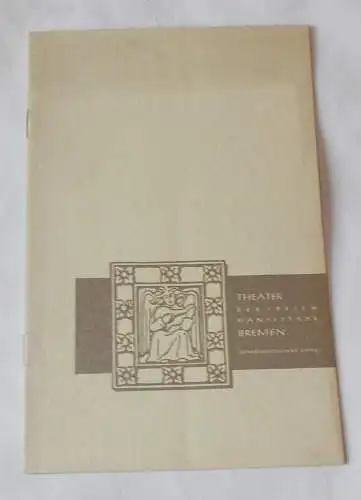 THEATER
DER FREIEN
HANSESTADT
BREMEN